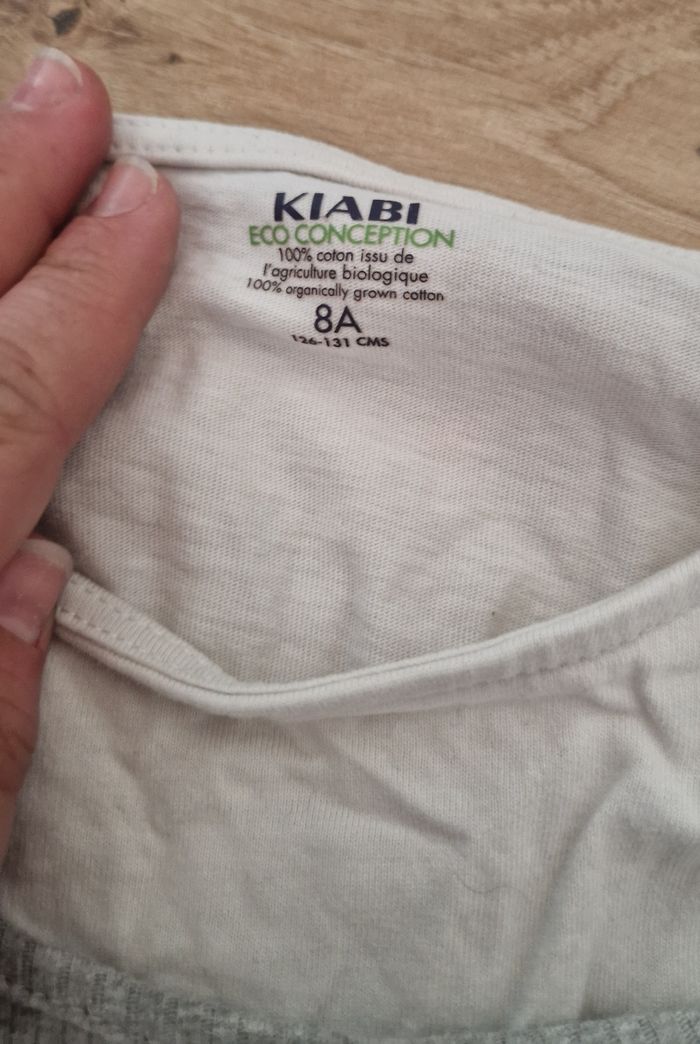 KIABI
ECO CONCEPTION
100% coton issu de
l'agriculture biologique
100% organically grown cotton
8A
126-131 CMS